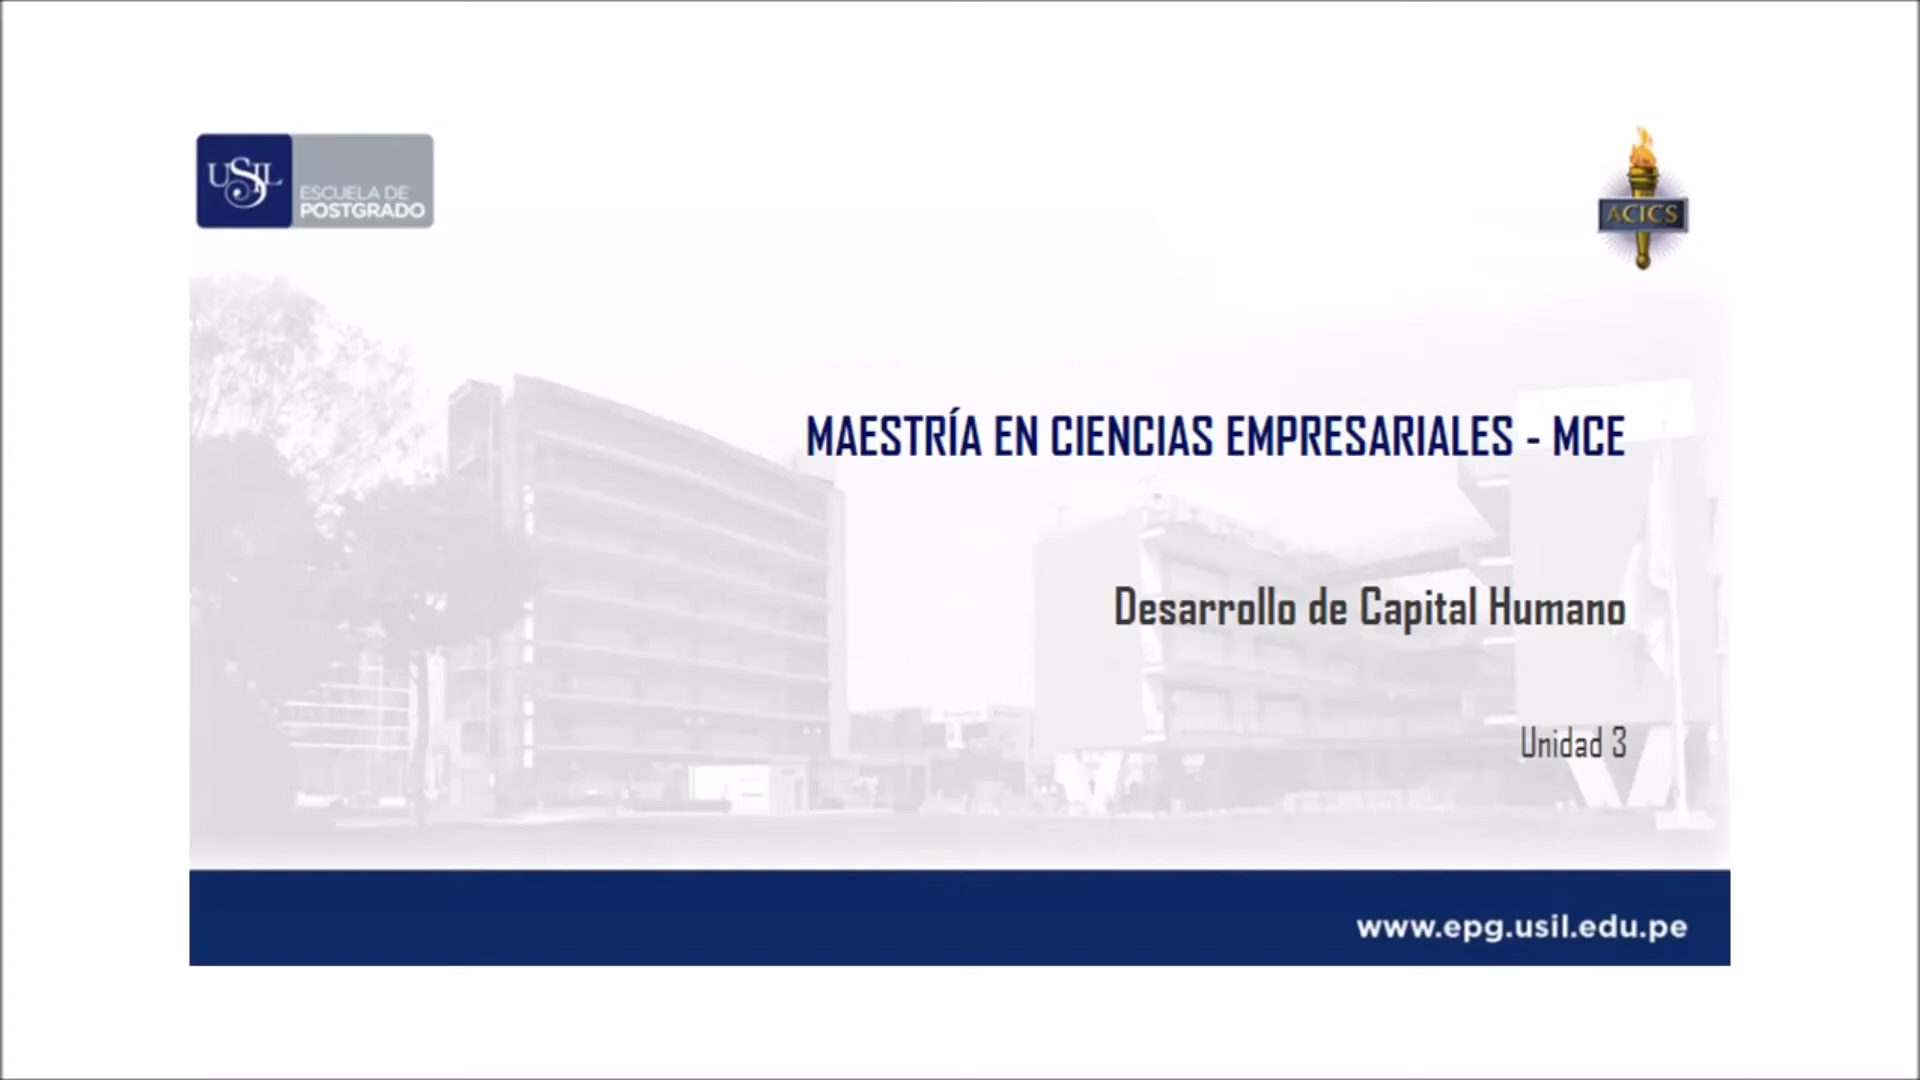 USIL
ESCUELA DE
POSTGRADO
ACICS
MAESTRÍA EN CIENCIAS EMPRESARIALES - MCE
Desarrollo de Capital Humano
Unidad 3
www.epg.usil.edu.pe